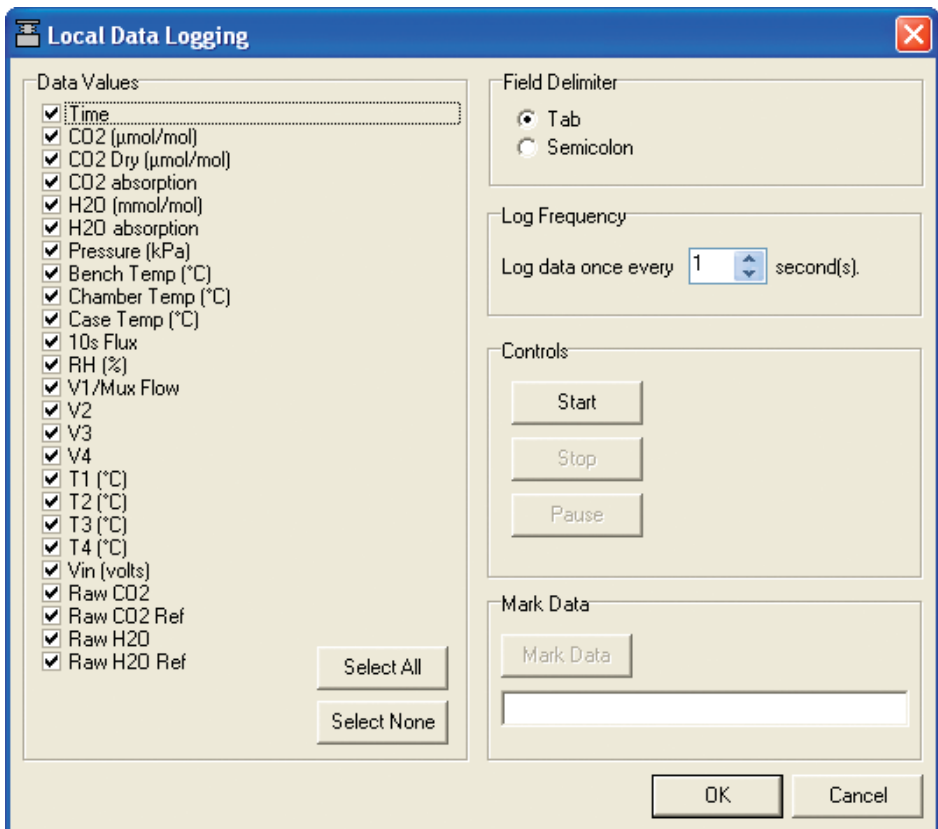 Local Data Logging
Data Values
Time
CO2 (µmol/mol)
CO2 Dry (µmol/mol)
CO2 absorption
H2O (mmol/mol)
H2O absorption
Pressure (kPa)
Bench Temp (°C)
Chamber Temp (°C)
Case Temp (°C)
10s Flux
RH (%)
V1/Mux Flow
V2
V3
V4
T1 (°C)
T2 (°C)
T3 (°C)
T4 (°C)
Vin (volts)
Raw CO2
Raw CO2 Ref
Raw H2O
Raw H2O Ref
Select All
Select None
Field Delimiter
Tab
Semicolon
Log Frequency
Log data once every 1 second(s).
Controls
Start
Stop
Pause
Mark Data
Mark Data
OK Cancel